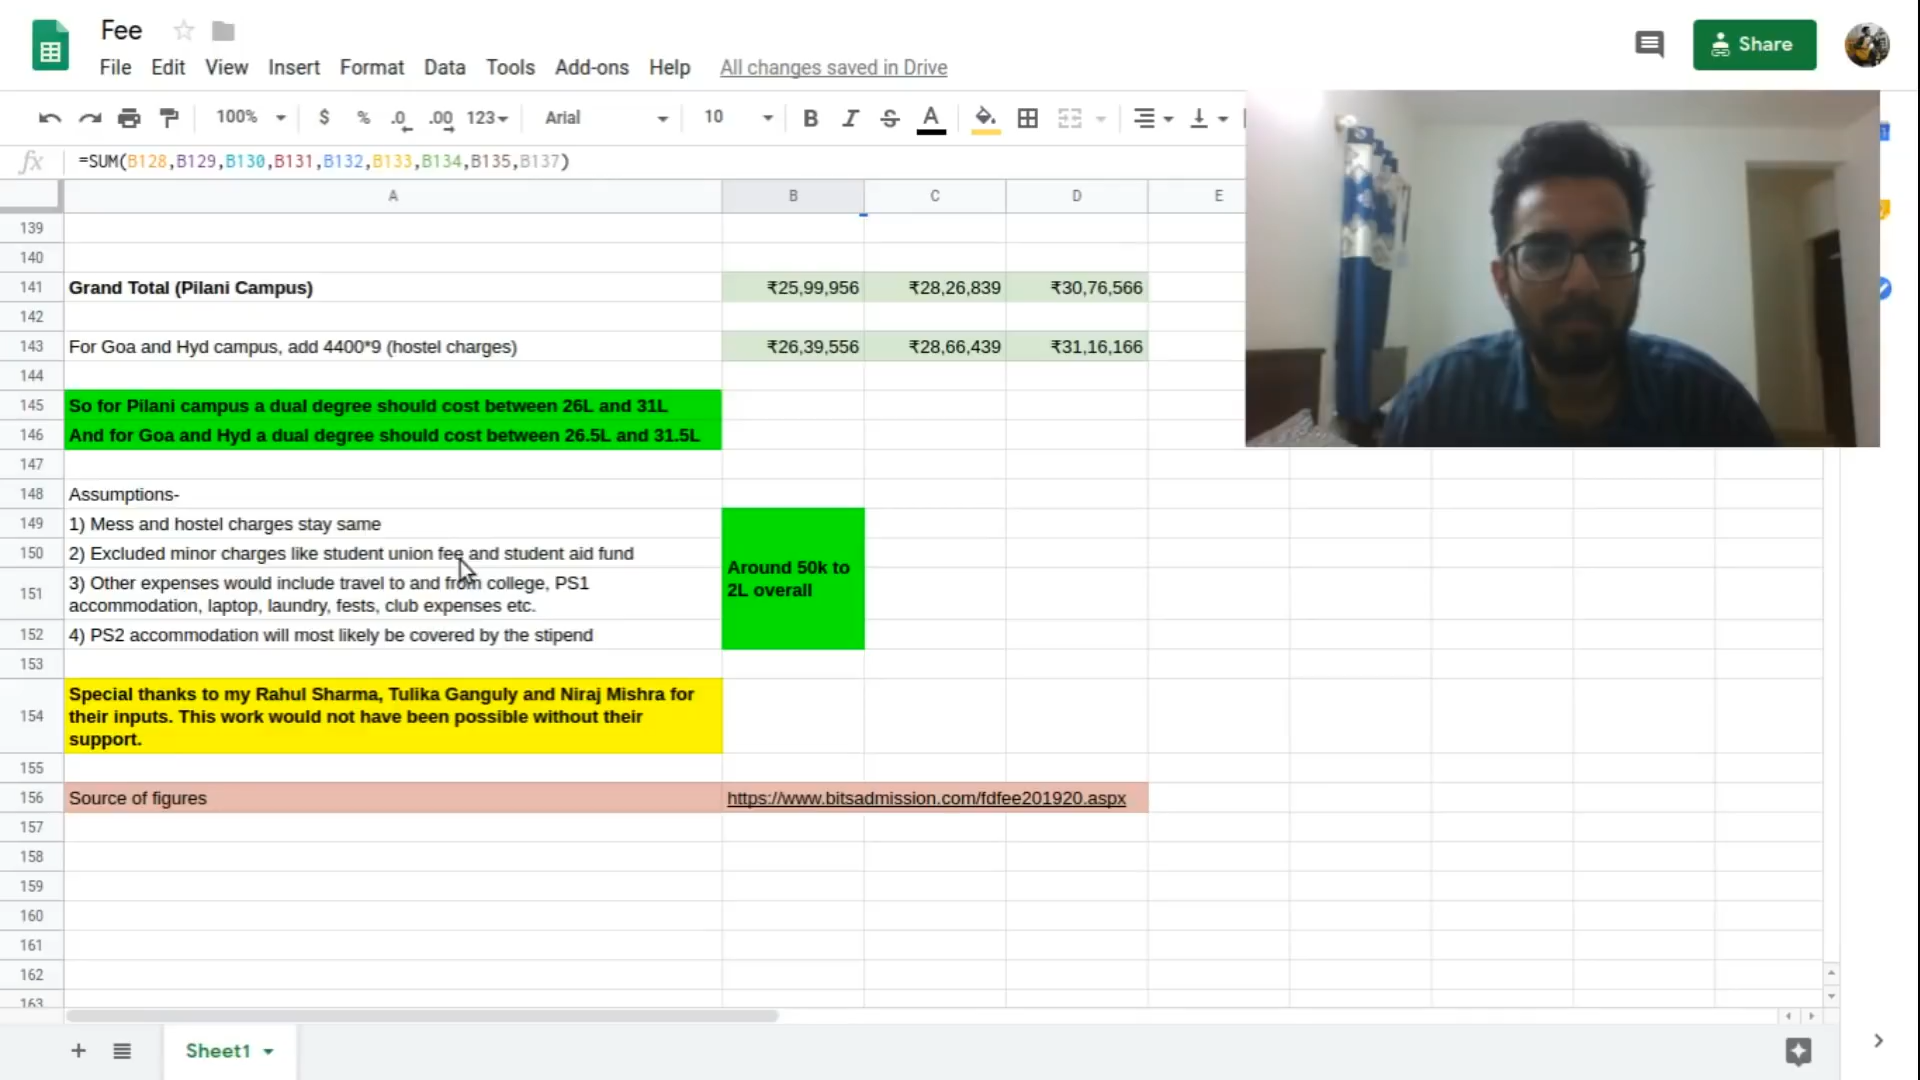 Fee
Share
File Edit View Insert Format Data Tools Add-ons Help All changes saved in Drive
100% $ % .0 .00 123 Arial 10 B I S A
fx =SUM(B128,B129,B130,B131,B132,B133,B134,B135,B137)
A B C D E
139
140
141 Grand Total (Pilani Campus) ₹25,99,956 ₹28,26,839 ₹30,76,566
142
143 For Goa and Hyd campus, add 4400*9 (hostel charges) ₹26,39,556 ₹28,66,439 ₹31,16,166
144
145 So for Pilani campus a dual degree should cost between 26L and 31L
146 And for Goa and Hyd a dual degree should cost between 26.5L and 31.5L
147
148 Assumptions-
149 1) Mess and hostel charges stay same
150 2) Excluded minor charges like student union fee and student aid fund
151 3) Other expenses would include travel to and from college, PS1
accommodation, laptop, laundry, fests, club expenses etc.
Around 50k to
2L overall
152 4) PS2 accommodation will most likely be covered by the stipend
153
154 Special thanks to my Rahul Sharma, Tulika Ganguly and Niraj Mishra for
their inputs. This work would not have been possible without their
support.
155
156 Source of figures https://www.bitsadmission.com/fdfee201920.aspx
157
158
159
160
161
162
163
Sheet1